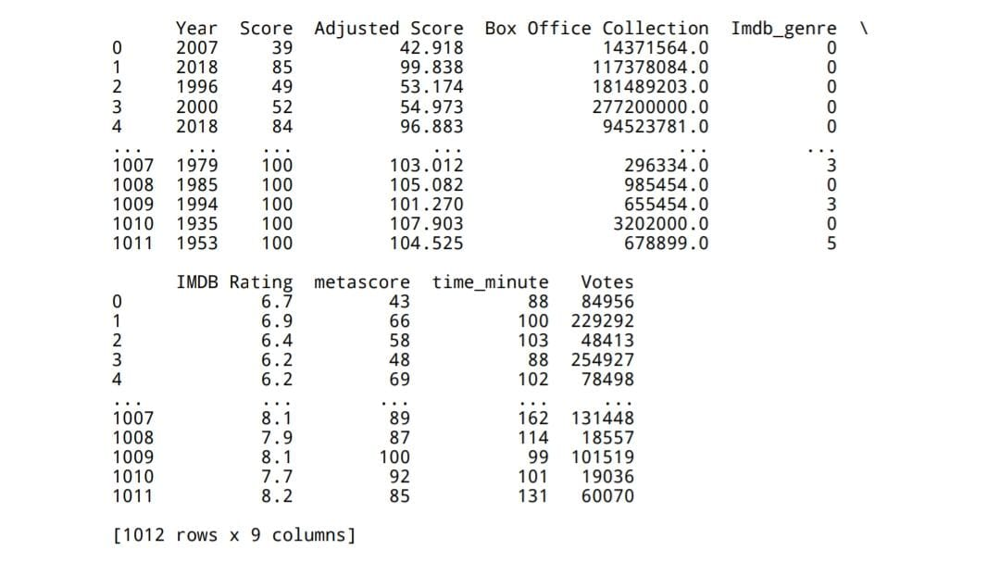 Year Score Adjusted Score Box Office Collection Imdb_genre \
0 2007 39 42.918 14371564.0 0
1 2018 85 99.838 117378084.0 0
2 1996 49 53.174 181489203.0 0
3 2000 52 54.973 277200000.0 0
4 2018 84 96.883 94523781.0 0
... ... ... ... ... ...
1007 1979 100 103.012 296334.0 3
1008 1985 100 105.082 985454.0 0
1009 1994 100 101.270 655454.0 3
1010 1935 100 107.903 3202000.0 0
1011 1953 100 104.525 678899.0 5
IMDB Rating metascore time_minute Votes
0 6.7 43 88 84956
1 6.9 66 100 229292
2 6.4 58 103 48413
3 6.2 48 88 254927
4 6.2 69 102 78498
... ... ... ... ...
1007 8.1 89 162 131448
1008 7.9 87 114 18557
1009 8.1 100 99 101519
1010 7.7 92 101 19036
1011 8.2 85 131 60070
[1012 rows x 9 columns]